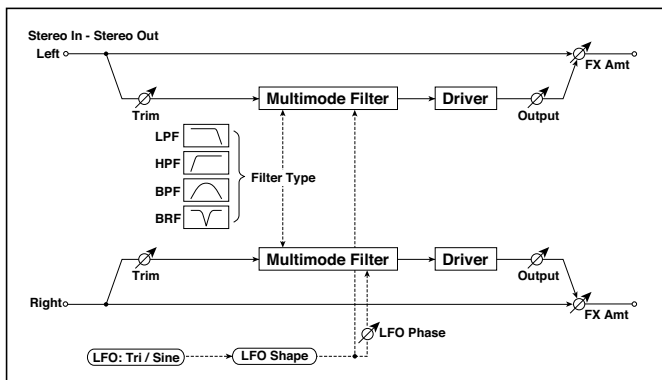 Stereo In - Stereo Out
Left
FX Amt
Trim
Multimode Filter
Driver
Output
LPF
HPF
BPF
BRF
Filter Type
Trim
Multimode Filter
Driver
Output
Right
FX Amt
LFO Phase
LFO: Tri / Sine
LFO Shape